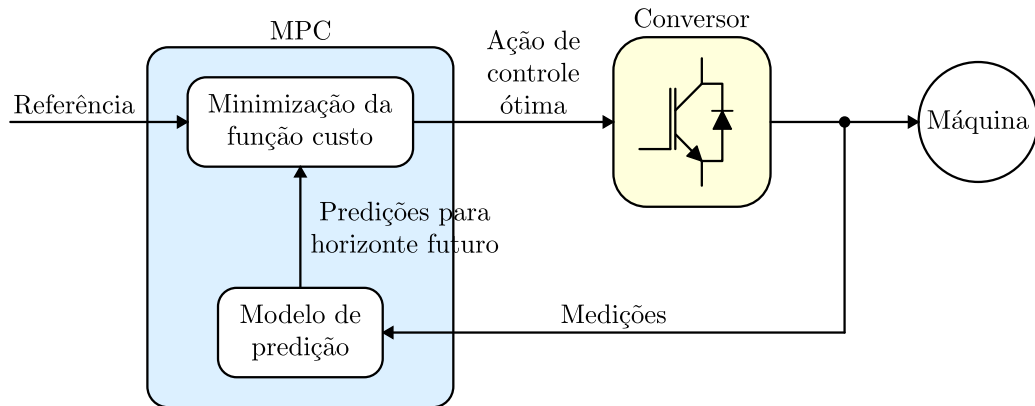 MPC
Conversor
Referência
Minimização da
função custo
Ação de
controle
ótima
Máquina
Predições para
horizonte futuro
Modelo de
predição
Medições